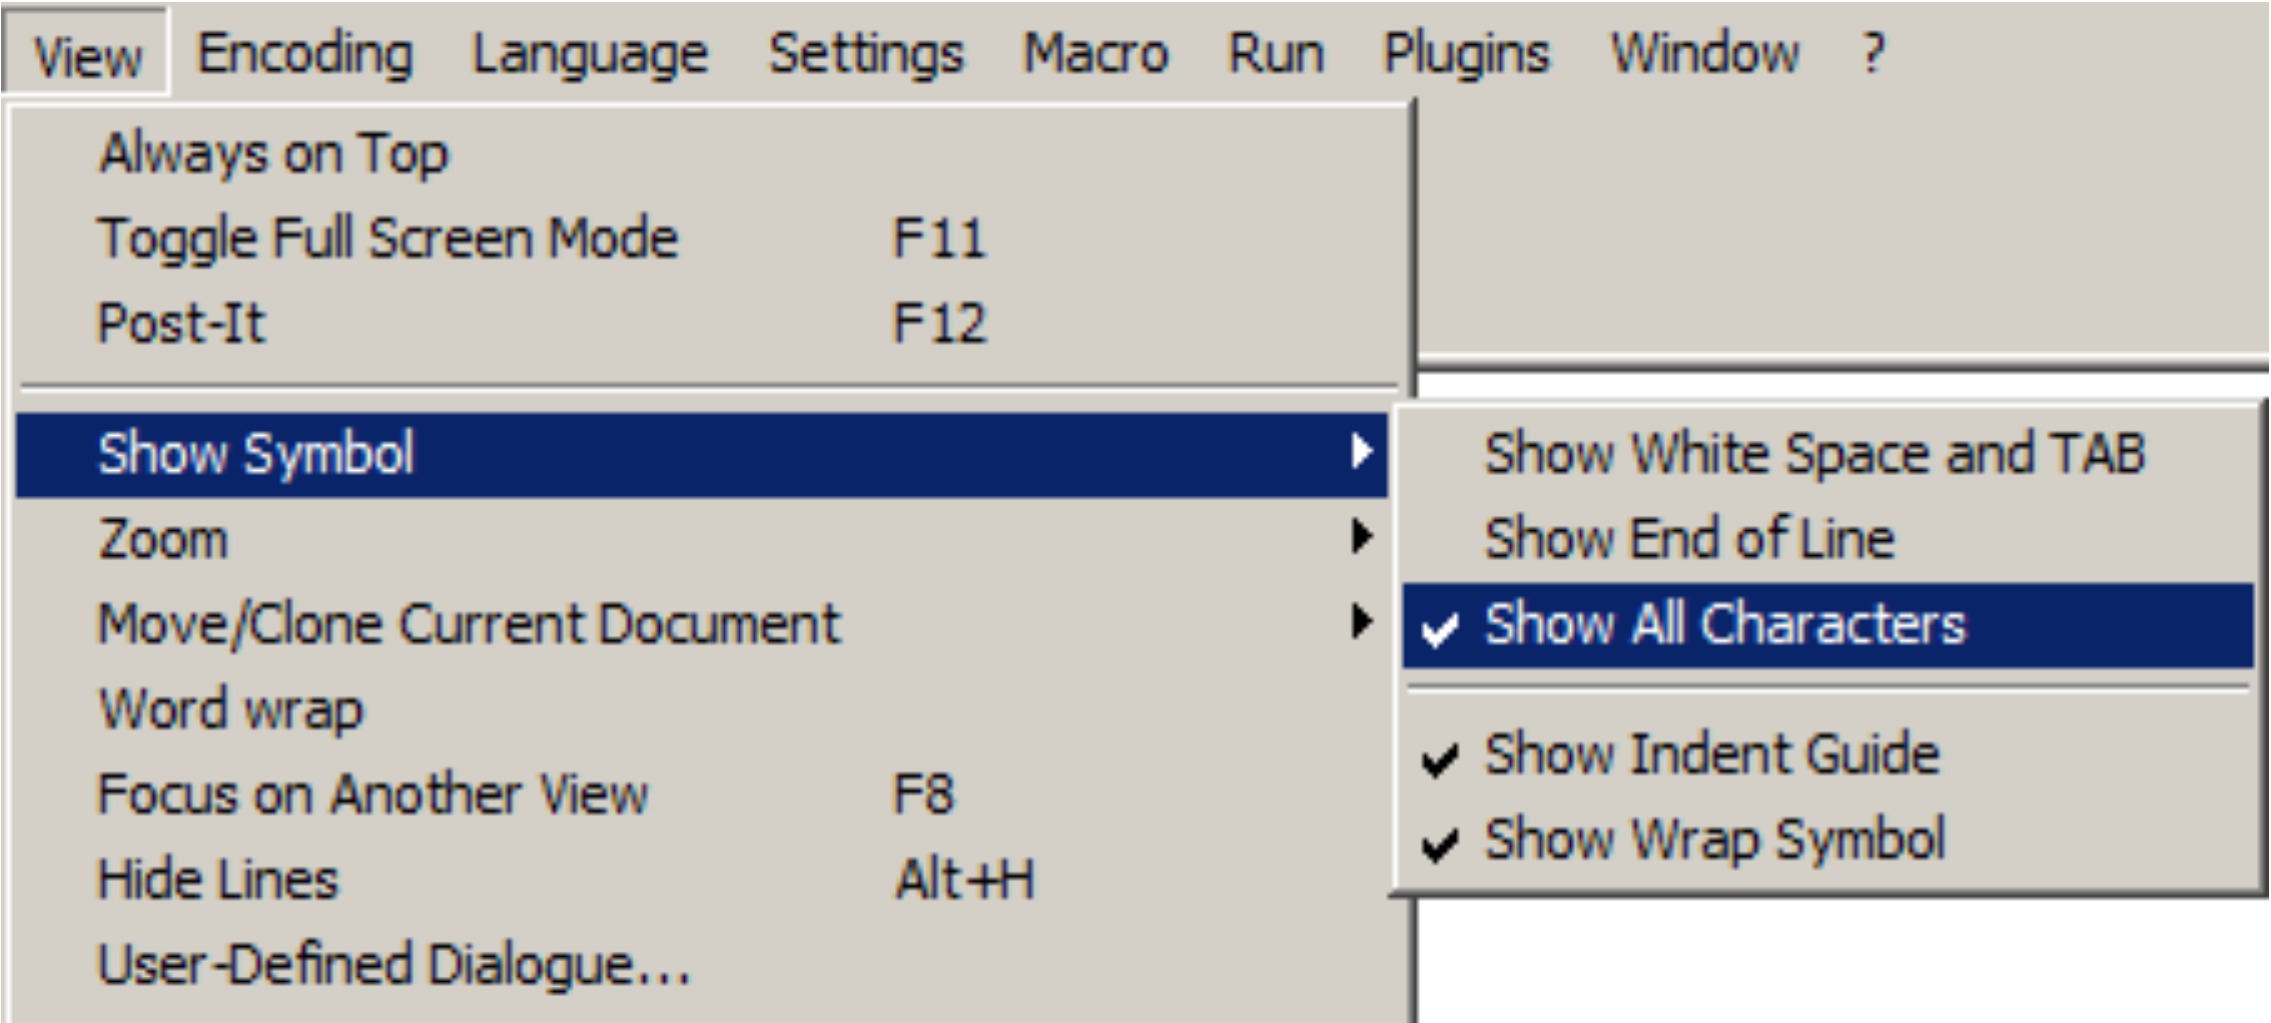 View Encoding Language Settings Macro Run Plugins Window ?
Always on Top
Toggle Full Screen Mode F11
Post-It F12
Show Symbol
Zoom
Move/Clone Current Document
Word wrap
Focus on Another View F8
Hide Lines Alt+H
User-Defined Dialogue...
Show White Space and TAB
Show End of Line
Show All Characters
Show Indent Guide
Show Wrap Symbol